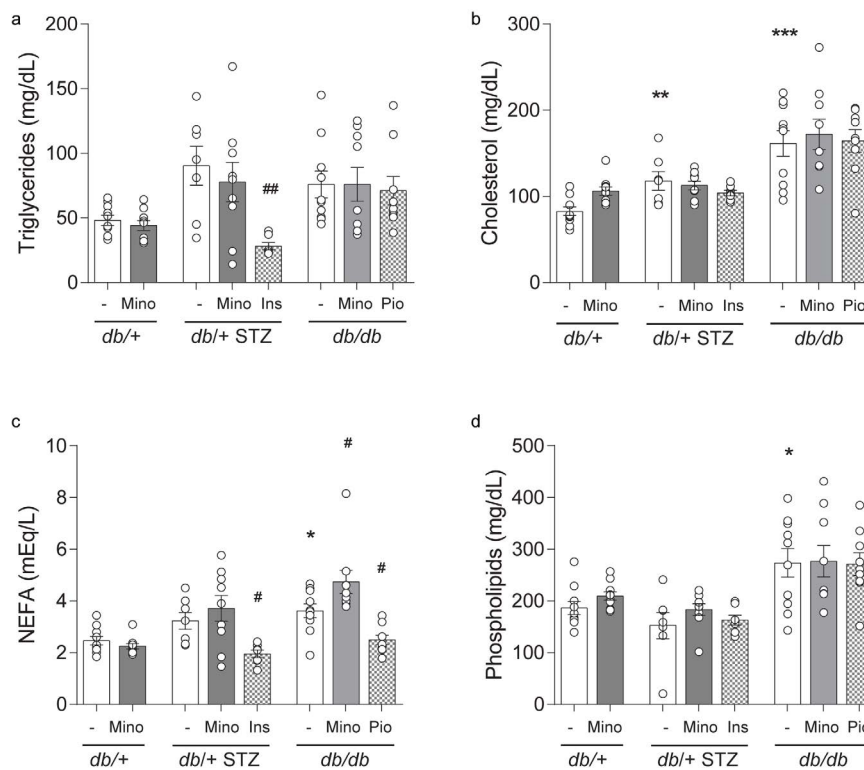 a
200
150
100
50
0
Triglycerides (mg/dL)
##
- Mino - Mino Ins - Mino Pio
db/+ db/+ STZ db/db
b
300
200
100
0
Cholesterol (mg/dL)
**
***
- Mino - Mino Ins - Mino Pio
db/+ db/+ STZ db/db
c
10
8
6
4
2
0
NEFA (mEq/L)
#
*
#
#
- Mino - Mino Ins - Mino Pio
db/+ db/+ STZ db/db
d
500
400
300
200
100
0
Phospolipids (mg/dL)
*
- Mino - Mino Ins - Mino Pio
db/+ db/+ STZ db/db